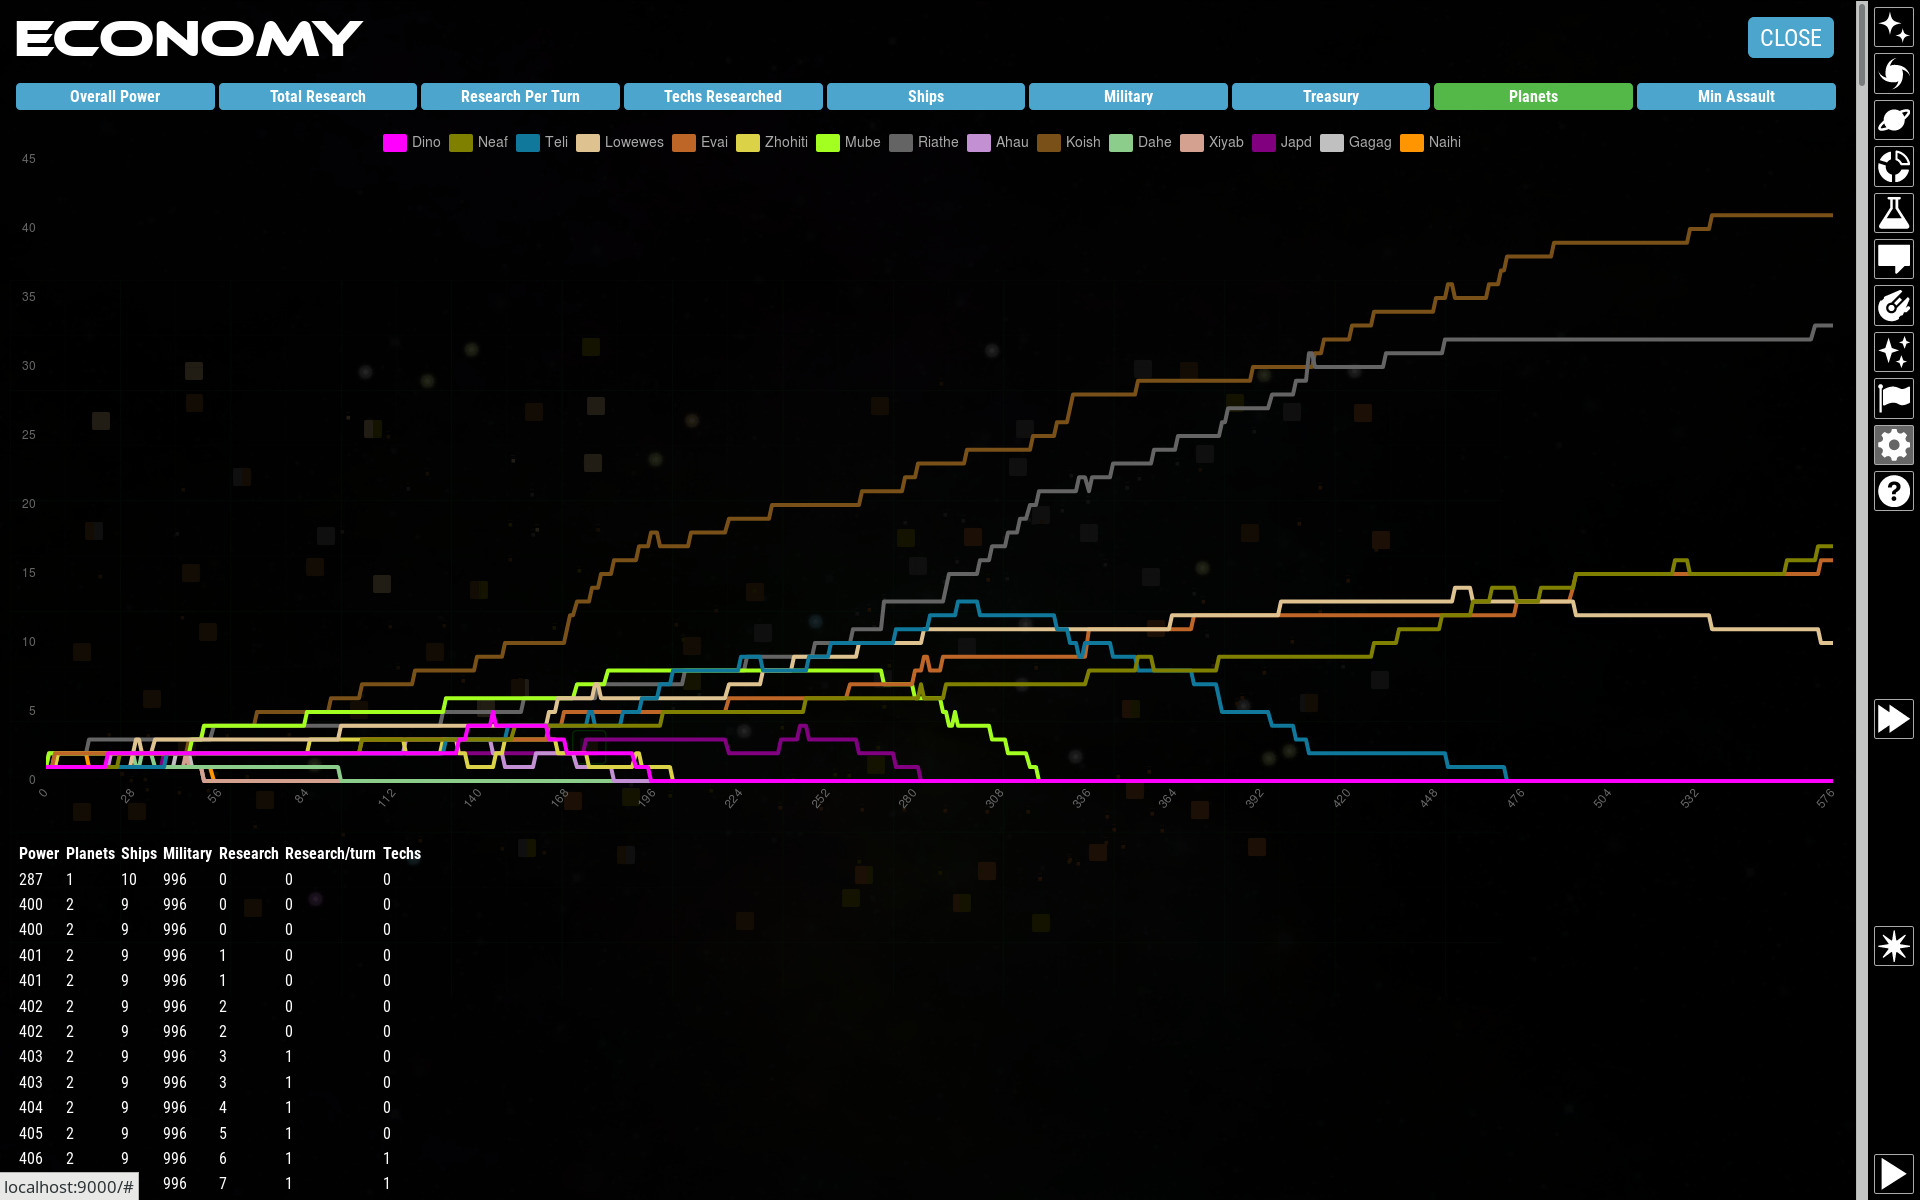 ECONOMY
CLOSE
Overall Power Total Research Research Per Turn Techs Researched Ships Military Treasury Planets Min Assault
Dino Neaf Teli Lowewes Evai Zhohiti Mube Riathe Ahau Koish Dahe Xiyab Japd Gagag Naihi
45
40
35
30
25
20
15
10
5
0
0 28 56 84 112 140 168 196 224 252 280 308 336 364 392 420 448 476 504 532 576
Power Planets Ships Military Research Research/turn Techs
287 1 10 996 0 0 0
400 2 9 996 0 0 0
400 2 9 996 0 0 0
401 2 9 996 1 0 0
401 2 9 996 1 0 0
402 2 9 996 2 0 0
402 2 9 996 2 0 0
403 2 9 996 3 1 0
403 2 9 996 3 1 0
404 2 9 996 4 1 0
405 2 9 996 5 1 0
406 2 9 996 6 1 1
996 7 1 1
localhost:9000/#